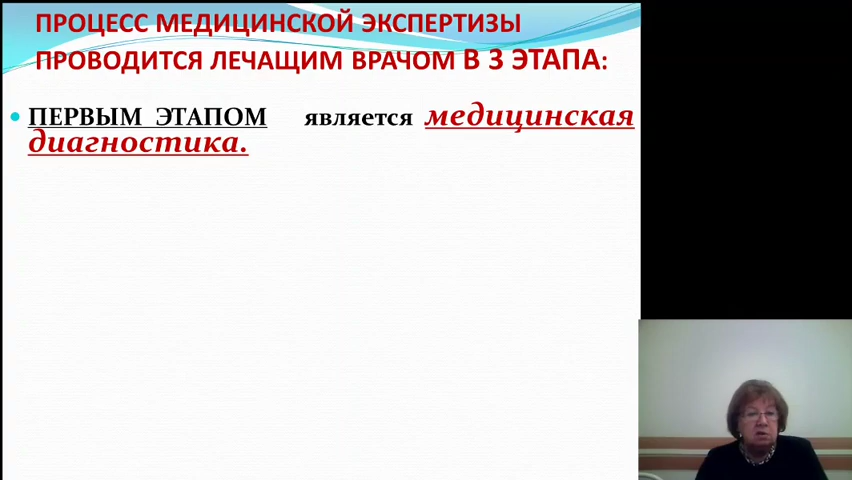 ПРОЦЕСС МЕДИЦИНСКОЙ ЭКСПЕРТИЗЫ
ПРОВОДИТСЯ ЛЕЧАЩИМ ВРАЧОМ В 3 ЭТАПА:
• ПЕРВЫМ ЭТАПОМ является медицинская
диагностика.